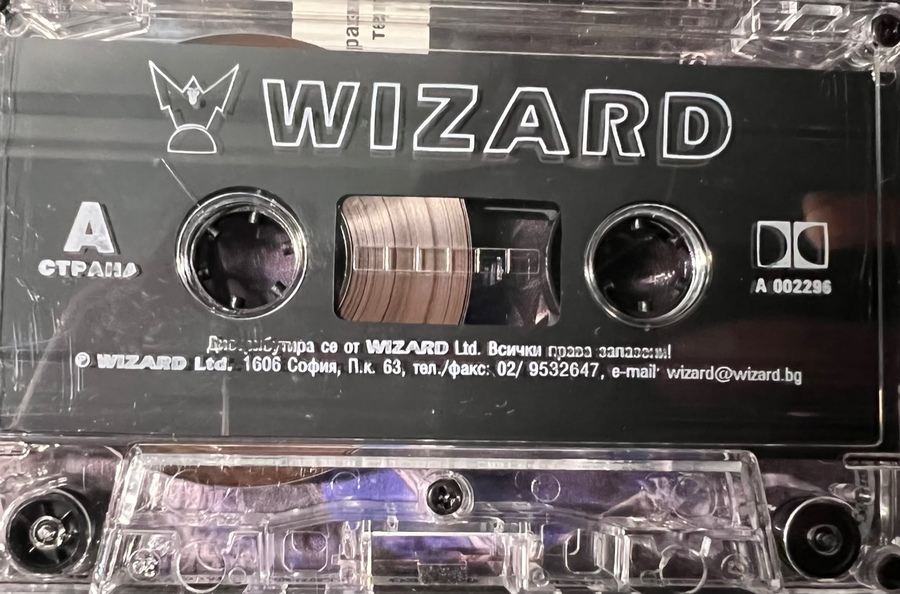 WIZARD
A
СТРАНА
A 002296
Дистрибутира се от WIZARD Ltd. Всички права запазени!
℗ WIZARD Ltd. 1606 София, П.к. 63, тел./факс: 02/ 9532647, e-mail: wizard@wizard.bg